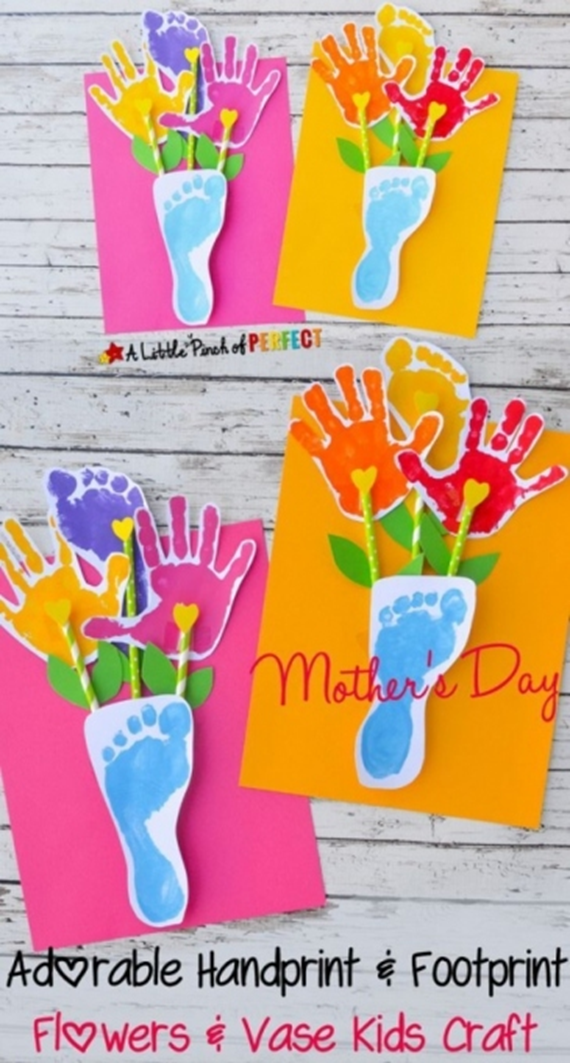 A Little Pinch of PERFECT
Mother's Day
Adorable Handprint & Footprint
Flowers & Vase Kids Craft